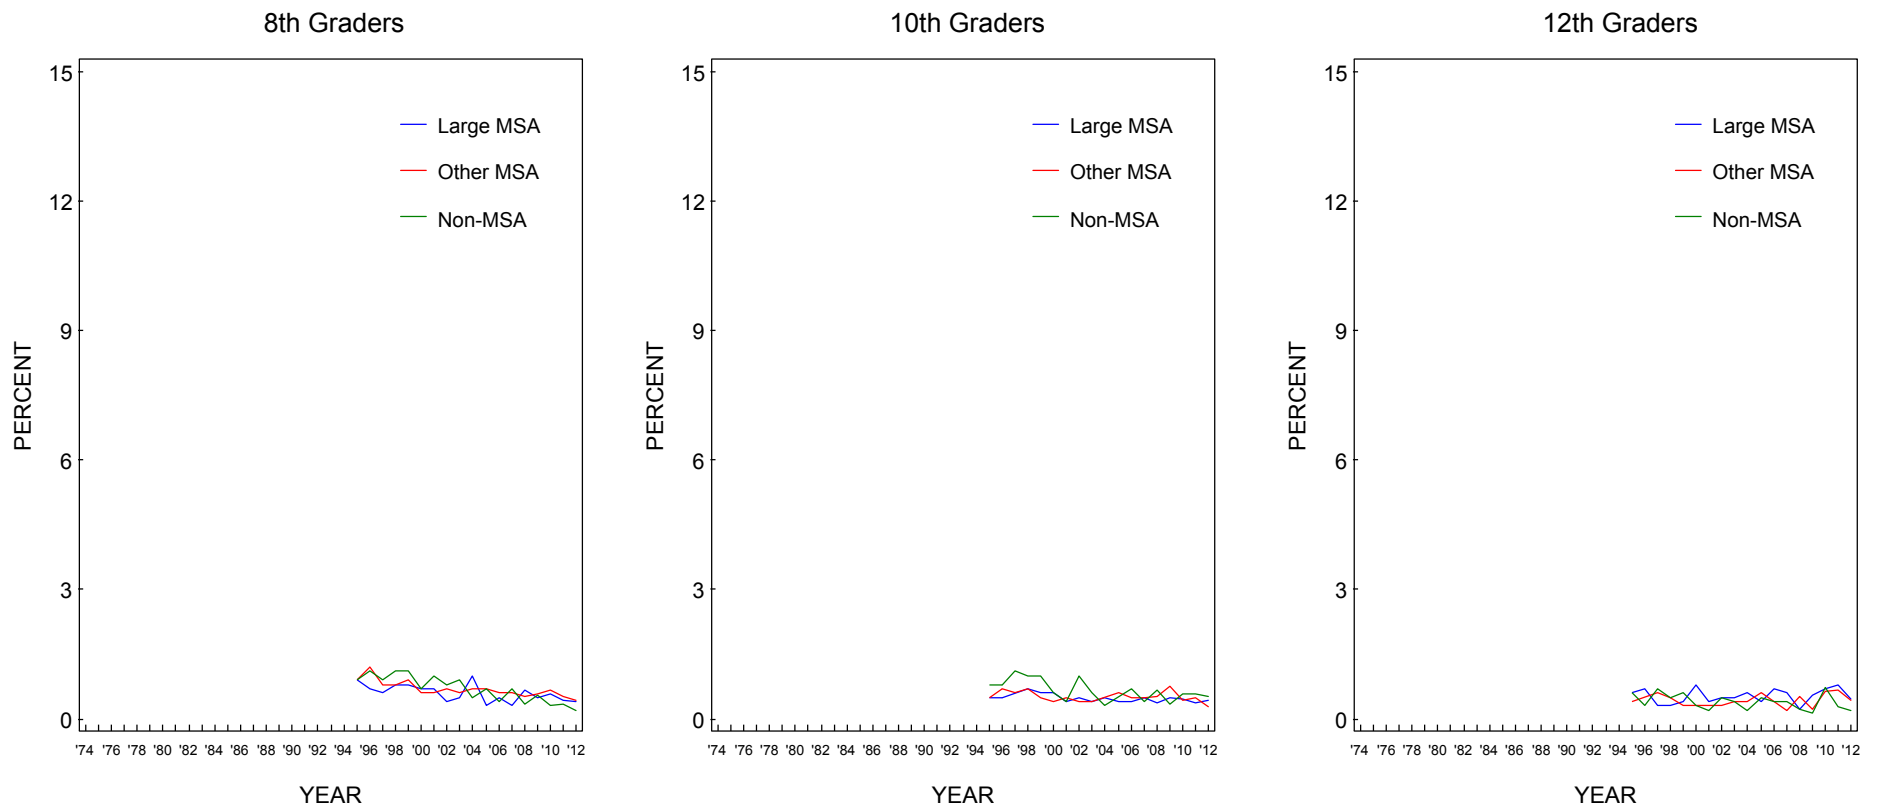 8th Graders
15
12
9
6
3
0
PERCENT
Large MSA
Other MSA
Non-MSA
'74 '76 '78 '80 '82 '84 '86 '88 '90 '92 '94 '96 '98 '00 '02 '04 '06 '08 '10 '12
YEAR
10th Graders
15
12
9
6
3
0
PERCENT
Large MSA
Other MSA
Non-MSA
'74 '76 '78 '80 '82 '84 '86 '88 '90 '92 '94 '96 '98 '00 '02 '04 '06 '08 '10 '12
YEAR
12th Graders
15
12
9
6
3
0
PERCENT
Large MSA
Other MSA
Non-MSA
'74 '76 '78 '80 '82 '84 '86 '88 '90 '92 '94 '96 '98 '00 '02 '04 '06 '08 '10 '12
YEAR